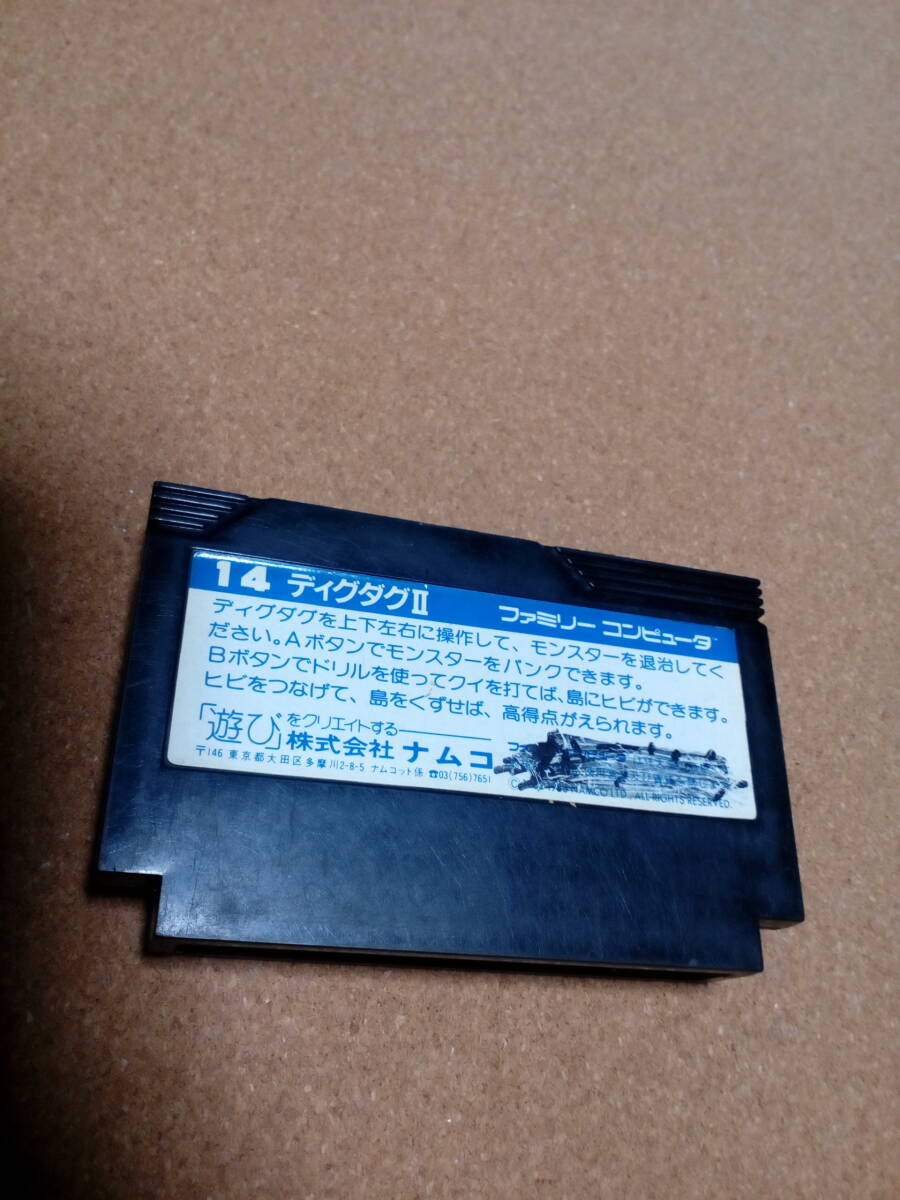 14 ディグダグII ファミリー コンピュータ
ディグダグを上下左右に操作して、モンスターを退治してく
ださい。Aボタンでモンスターをパンクできます。
Bボタンでドリルを使ってクイを打てば、島にヒビができます。
ヒビをつなげて、島をくずせば、高得点がえられます。
「遊び」をクリエイトする
株式会社 ナムコ
〒146 東京都大田区多摩川2-8-5 ナムコット係 ☎03(756)7651
NAMCO LTD., ALL RIGHTS RESERVED.